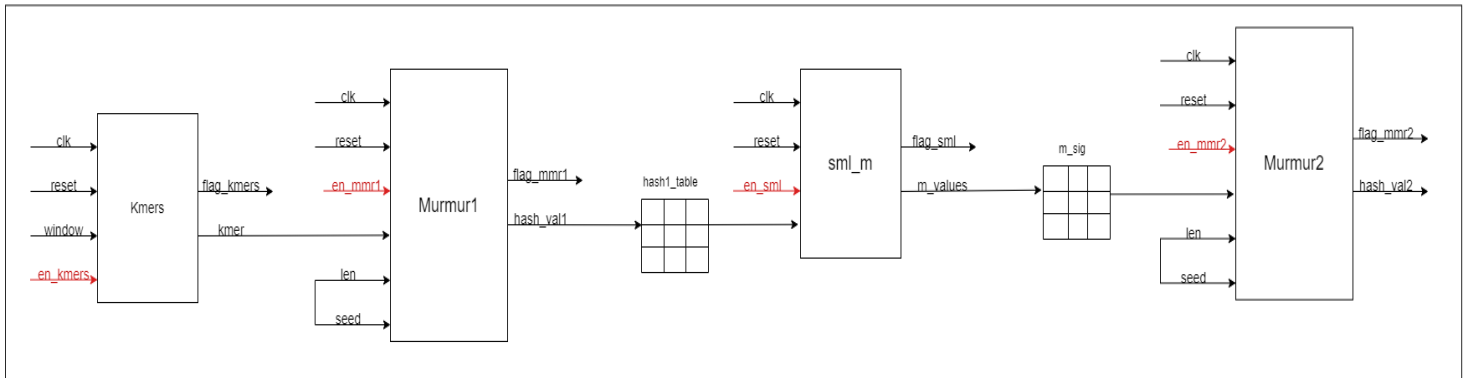 clk
reset
window
en_kmers
Kmers
flag_kmers
kmer
clk
reset
en_mmr1
len
seed
Murmur1
flag_mmr1
hash_val1
hash1_table
clk
reset
en_sml
sml_m
flag_sml
m_values
m_sig
clk
reset
en_mmr2
len
seed
Murmur2
flag_mmr2
hash_val2